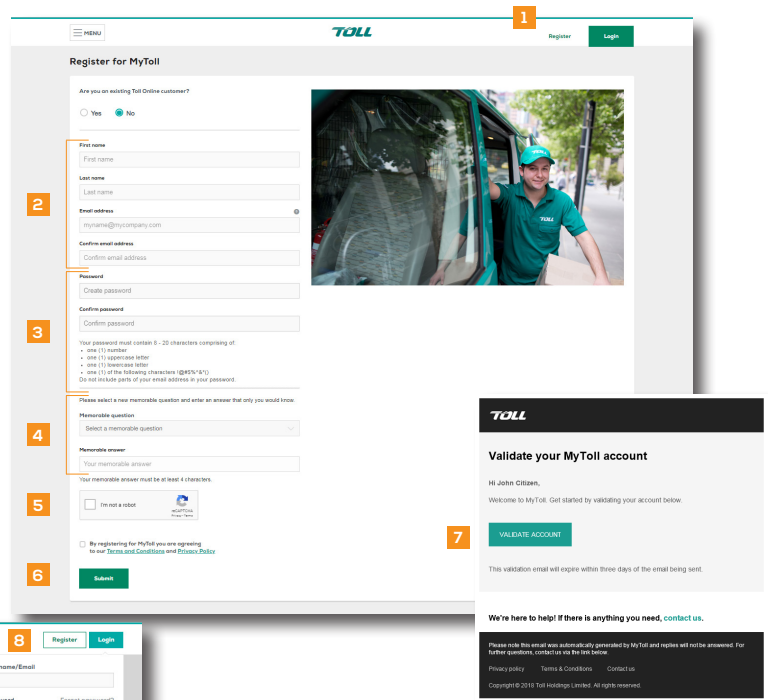 1
MENU
TOLL
Register
Login
Register for MyToll
Are you an existing Toll Online customer?
Yes
No
First name
First name
Last name
Last name
2
Email address
myname@mycompany.com
Confirm email address
Confirm email address
Password
Create password
Confirm password
3
Confirm password
Your password must contain 8 - 20 characters comprising of:
• one (1) number
• one (1) uppercase letter
• one (1) lowercase letter
• one (1) of the following characters !@#$%^&*()
Do not include parts of your email address in your password.
Please select a new memorable question and enter an answer that only you would know.
Memorable question
4
Select a memorable question
Memorable answer
Your memorable answer
Your memorable answer must be at least 4 characters.
5
I'm not a robot
reCAPTCHA
Privacy - Terms
By registering for MyToll you are agreeing
to our Terms and Conditions and Privacy Policy
6
Submit
TOLL
TOLL
TOLL
Validate your MyToll account
Hi John Citizen,
Welcome to MyToll. Get started by validating your account below.
7
VALIDATE ACCOUNT
This validation email will expire within three days of the email being sent.
We're here to help! If there is anything you need, contact us.
Please note this email was automatically generated by MyToll and replies will not be answered. For
further questions, contact us via the link below.
Privacy policy
Terms & Conditions
Contact us
Copyright © 2018 Toll Holdings Limited. All rights reserved.
8
Register
Login
name/Email